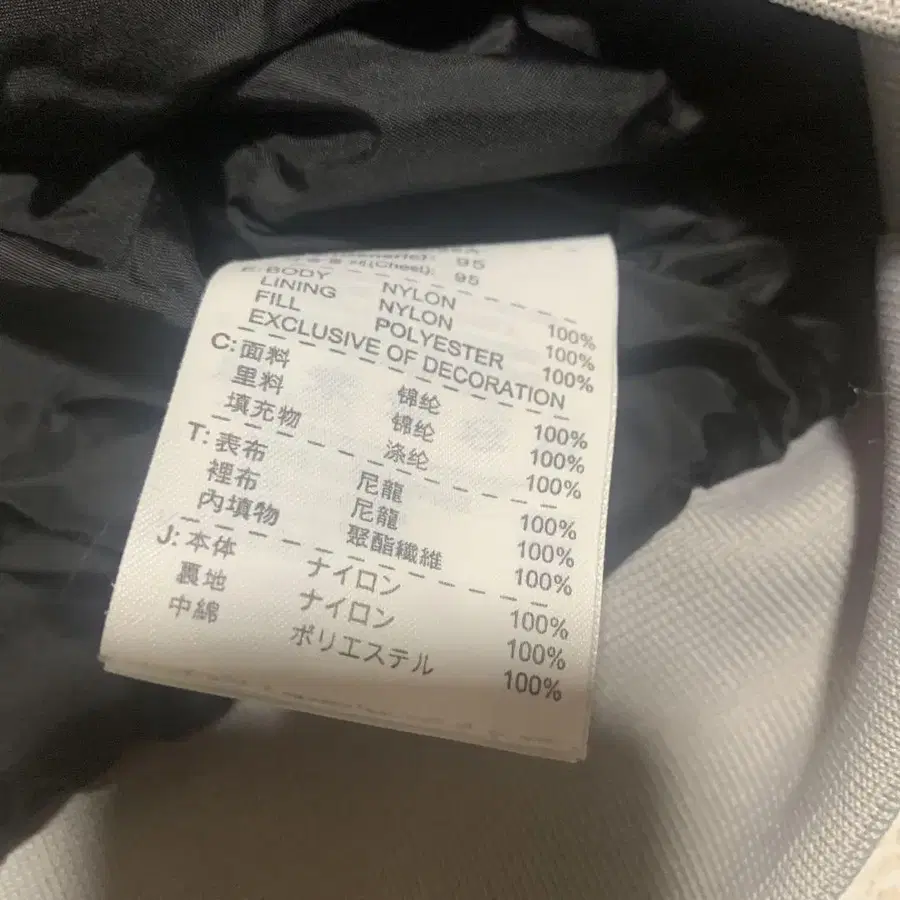 95
(Chest): 95
E: BODY NYLON 100%
LINING NYLON 100%
FILL POLYESTER 100%
EXCLUSIVE OF DECORATION
C: 面料 锦纶 100%
里料 锦纶 100%
填充物 涤纶 100%
T: 表布 尼龍 100%
裡布 尼龍 100%
內填物 聚酯纖維 100%
J: 本体 ナイロン 100%
裏地 ナイロン 100%
中綿 ポリエステル 100%